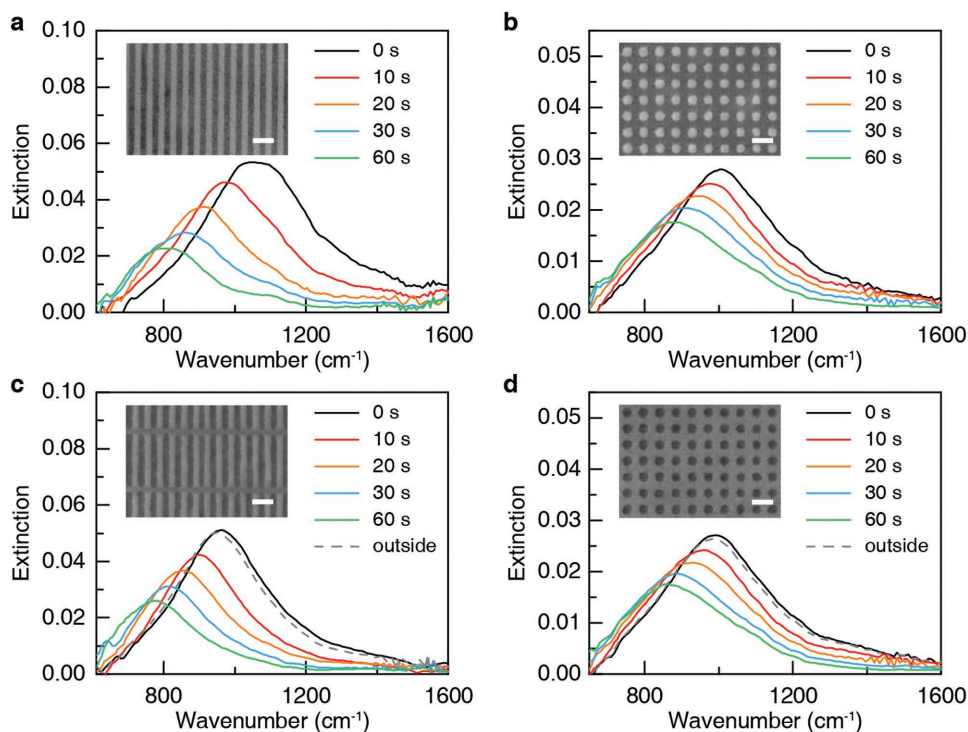 a
0.10
0.08
0.06
0.04
0.02
0.00
Extinction
800
1200
1600
Wavenumber (cm⁻¹)
0 s
10 s
20 s
30 s
60 s
b
0.05
0.04
0.03
0.02
0.01
0.00
Extinction
800
1200
1600
Wavenumber (cm⁻¹)
0 s
10 s
20 s
30 s
60 s
c
0.10
0.08
0.06
0.04
0.02
0.00
Extinction
800
1200
1600
Wavenumber (cm⁻¹)
0 s
10 s
20 s
30 s
60 s
outside
d
0.05
0.04
0.03
0.02
0.01
0.00
Extinction
800
1200
1600
Wavenumber (cm⁻¹)
0 s
10 s
20 s
30 s
60 s
outside